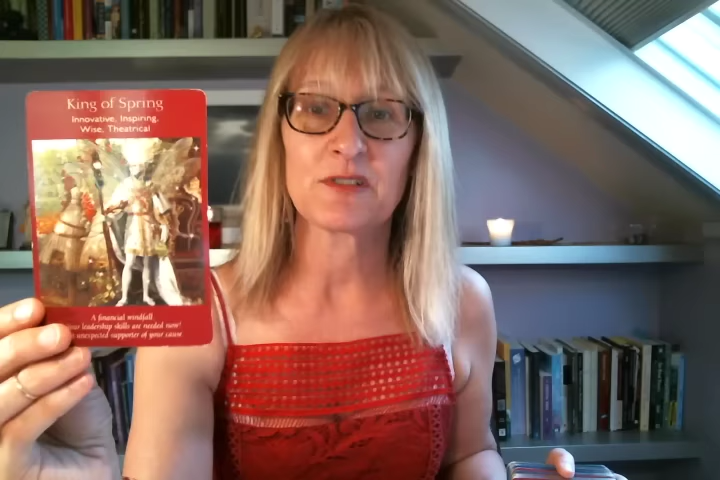 King of Spring
Innovative, Inspiring,
Wise, Theatrical
A financial windfall
our leadership skills are needed now!
unexpected supporter of your cause